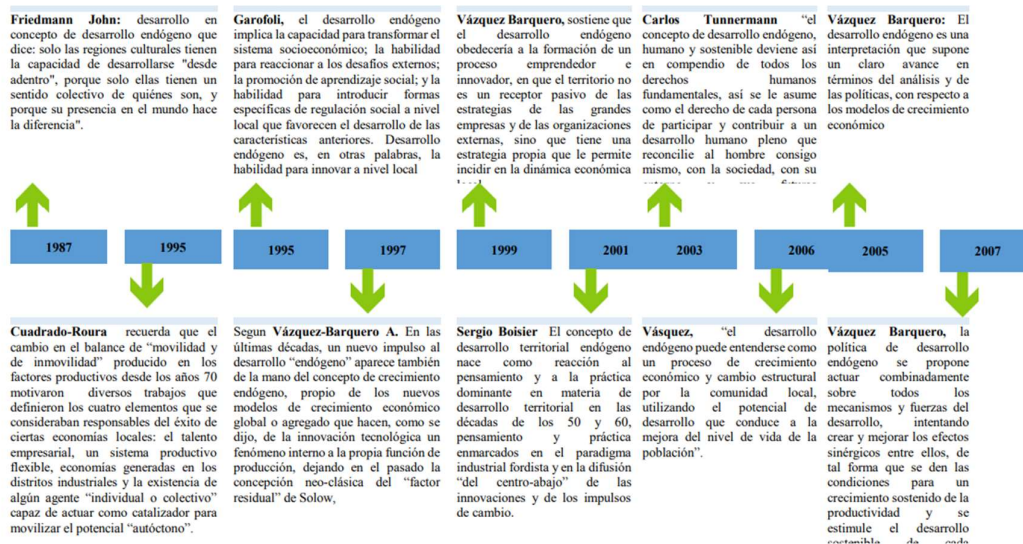 Friedmann John: desarrollo en
concepto de desarrollo endógeno que
dice: solo las regiones culturales tienen
la capacidad de desarrollarse "desde
adentro", porque solo ellas tienen un
sentido colectivo de quiénes son, y
porque su presencia en el mundo hace
la diferencia".
Garofoli, el desarrollo endógeno
implica la capacidad para transformar el
sistema socioeconómico; la habilidad
para reaccionar a los desafíos externos;
la promoción de aprendizaje social; y la
habilidad para introducir formas
específicas de regulación social a nivel
local que favorecen el desarrollo de las
características anteriores. Desarrollo
endógeno es, en otras palabras, la
habilidad para innovar a nivel local
Vázquez Barquero, sostiene que
el desarrollo endógeno
obedecería a la formación de un
proceso emprendedor e
innovador, en que el territorio no
es un receptor pasivo de las
estrategias de las grandes
empresas y de las organizaciones
externas, sino que tiene una
estrategia propia que le permite
incidir en la dinámica económica
Carlos Tunnermann “el
concepto de desarrollo endógeno,
humano y sostenible deviene así
en compendio de todos los
derechos humanos
fundamentales, así se le asume
como el derecho de cada persona
de participar y contribuir a un
desarrollo humano pleno que
reconcilie al hombre consigo
mismo, con la sociedad, con su
Vázquez Barquero: El
desarrollo endógeno es una
interpretación que supone
un claro avance en
términos del análisis y de
las políticas, con respecto a
los modelos de crecimiento
económico
1987
1995
1995
1997
1999
2001
2003
2006
2005
2007
Cuadrado-Roura recuerda que el
cambio en el balance de “movilidad y
de inmovilidad” producido en los
factores productivos desde los años 70
motivaron diversos trabajos que
definieron los cuatro elementos que se
consideraban responsables del éxito de
ciertas economías locales: el talento
empresarial, un sistema productivo
flexible, economías generadas en los
distritos industriales y la existencia de
algún agente “individual o colectivo”
capaz de actuar como catalizador para
movilizar el potencial “autóctono”.
Segun Vázquez-Barquero A. En las
últimas décadas, un nuevo impulso al
desarrollo “endógeno” aparece también
de la mano del concepto de crecimiento
endógeno, propio de los nuevos
modelos de crecimiento económico
global o agregado que hacen, como se
dijo, de la innovación tecnológica un
fenómeno interno a la propia función de
producción, dejando en el pasado la
concepción neo-clásica del “factor
residual” de Solow,
Sergio Boisier El concepto de
desarrollo territorial endógeno
nace como reacción al
pensamiento y a la práctica
dominante en materia de
desarrollo territorial en las
décadas de los 50 y 60,
pensamiento y práctica
enmarcados en el paradigma
industrial fordista y en la difusión
“del centro-abajo” de las
innovaciones y de los impulsos
de cambio.
Vásquez, “el desarrollo
endógeno puede entenderse como
un proceso de crecimiento
económico y cambio estructural
por la comunidad local,
utilizando el potencial de
desarrollo que conduce a la
mejora del nivel de vida de la
población”.
Vázquez Barquero, la
política de desarrollo
endógeno se propone
actuar combinadamente
sobre todos los
mecanismos y fuerzas del
desarrollo, intentando
crear y mejorar los efectos
sinérgicos entre ellos, de
tal forma que se den las
condiciones para un
crecimiento sostenido de la
productividad y se
estimule el desarrollo
sostenible de cada